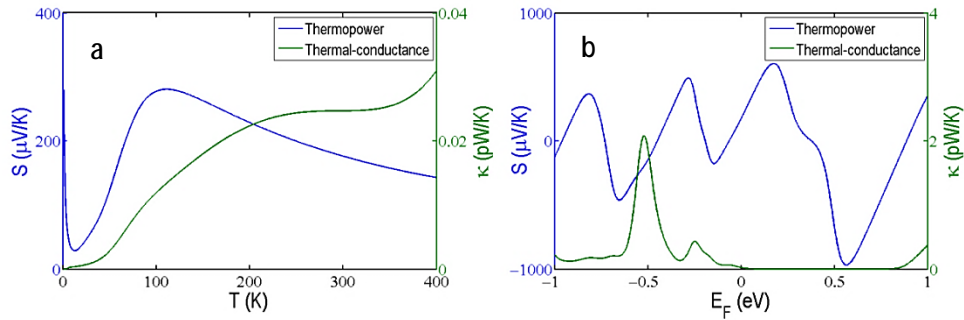 a
Thermopower
Thermal-conductance
400
200
0
S (μV/K)
0.04
0.02
0
κ (pW/K)
0 100 200 300 400
T (K)
b
Thermopower
Thermal-conductance
1000
0
−1000
S (μV/K)
4
2
0
κ (pW/K)
−1 −0.5 0 0.5 1
E_F (eV)